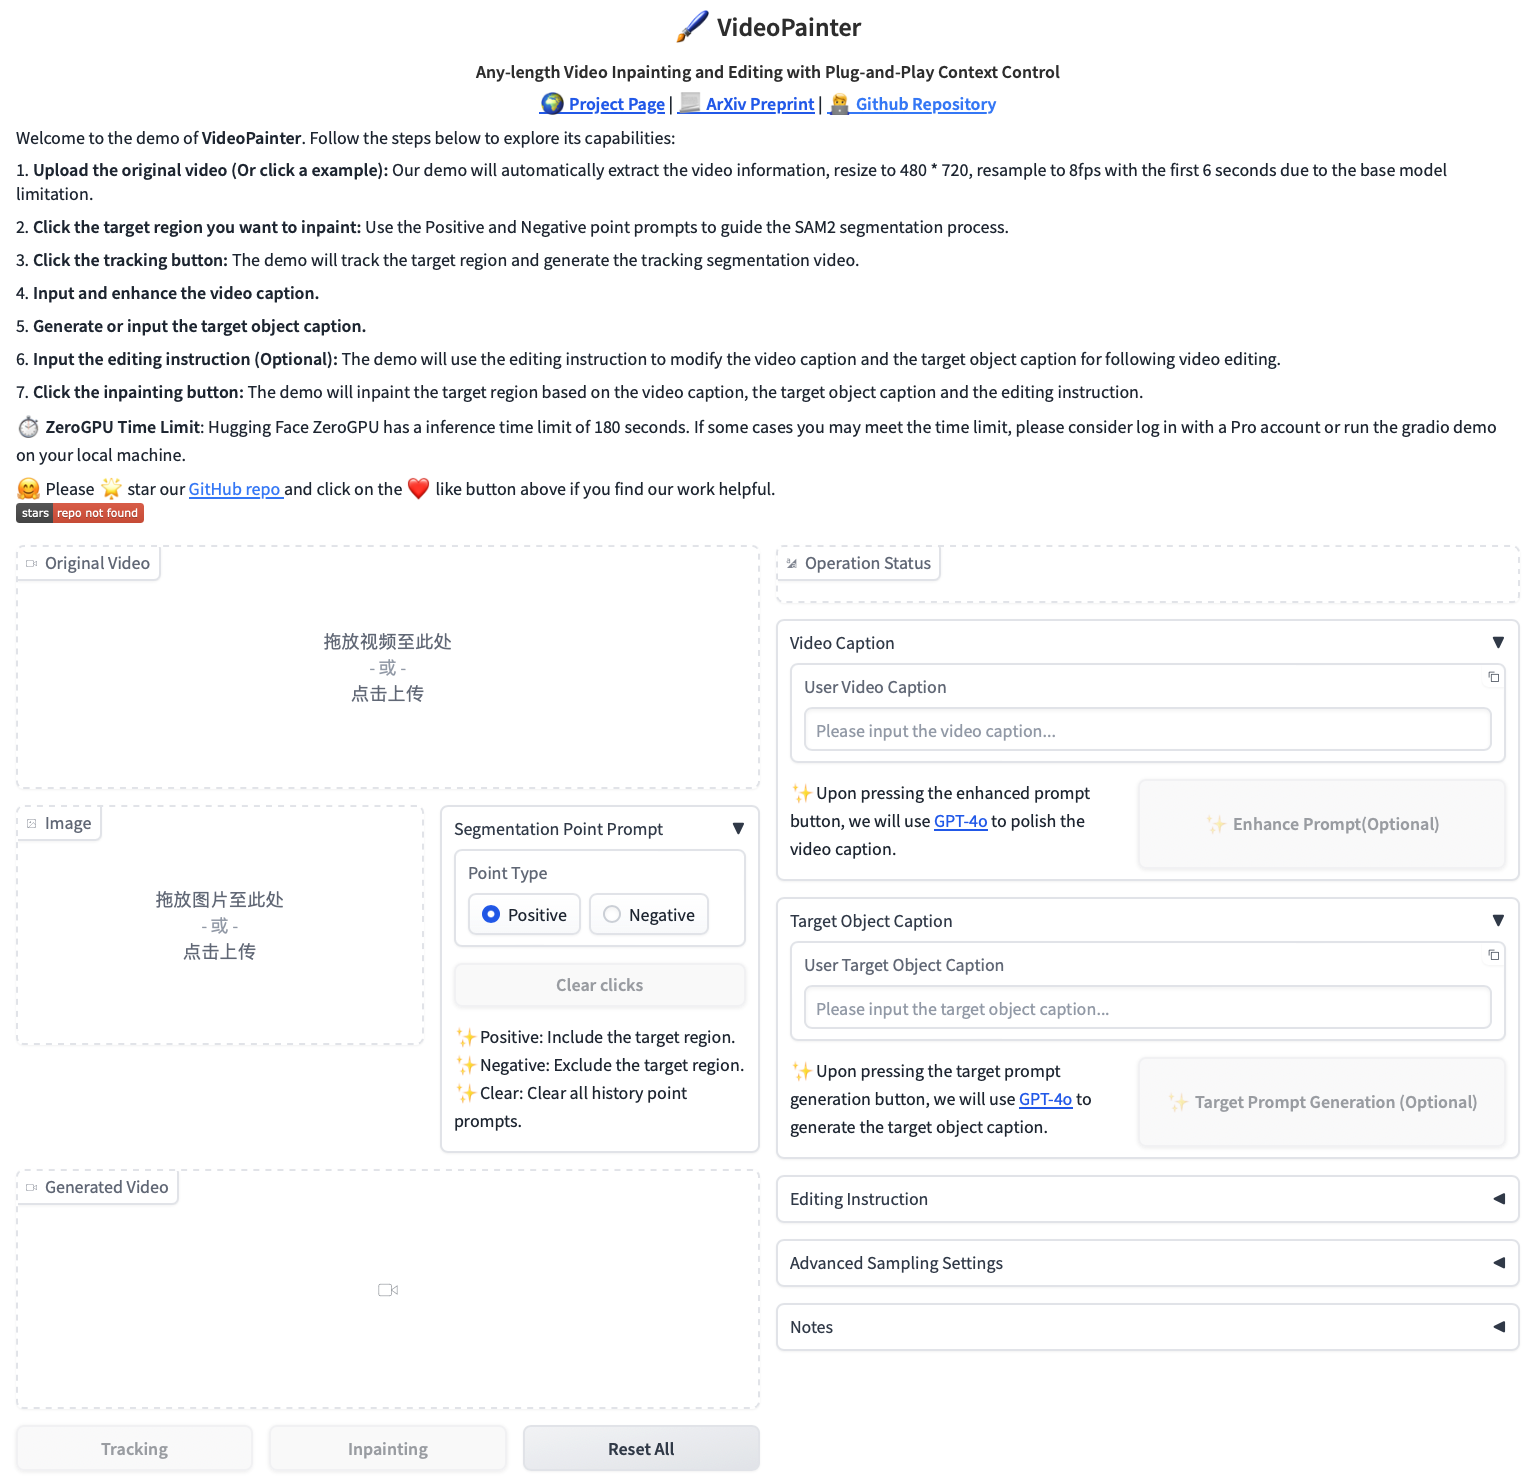 VideoPainter
Any-length Video Inpainting and Editing with Plug-and-Play Context Control
Project Page | ArXiv Preprint | Github Repository
Welcome to the demo of VideoPainter. Follow the steps below to explore its capabilities:
1. Upload the original video (Or click a example): Our demo will automatically extract the video information, resize to 480 * 720, resample to 8fps with the first 6 seconds due to the base model
limitation.
2. Click the target region you want to inpaint: Use the Positive and Negative point prompts to guide the SAM2 segmentation process.
3. Click the tracking button: The demo will track the target region and generate the tracking segmentation video.
4. Input and enhance the video caption.
5. Generate or input the target object caption.
6. Input the editing instruction (Optional): The demo will use the editing instruction to modify the video caption and the target object caption for following video editing.
7. Click the inpainting button: The demo will inpaint the target region based on the video caption, the target object caption and the editing instruction.
ZeroGPU Time Limit: Hugging Face ZeroGPU has a inference time limit of 180 seconds. If some cases you may meet the time limit, please consider log in with a Pro account or run the gradio demo
on your local machine.
Please star our GitHub repo and click on the like button above if you find our work helpful.
stars repo not found
Original Video
拖放视频至此处
- 或 -
点击上传
Image
拖放图片至此处
- 或 -
点击上传
Segmentation Point Prompt
Point Type
Positive
Negative
Clear clicks
✨Positive: Include the target region.
✨Negative: Exclude the target region.
✨Clear: Clear all history point
prompts.
Generated Video
Tracking
Inpainting
Reset All
Operation Status
Video Caption
User Video Caption
Please input the video caption...
✨Upon pressing the enhanced prompt
button, we will use GPT-4o to polish the
video caption.
✨ Enhance Prompt(Optional)
Target Object Caption
User Target Object Caption
Please input the target object caption...
✨Upon pressing the target prompt
generation button, we will use GPT-4o to
generate the target object caption.
✨ Target Prompt Generation (Optional)
Editing Instruction
Advanced Sampling Settings
Notes